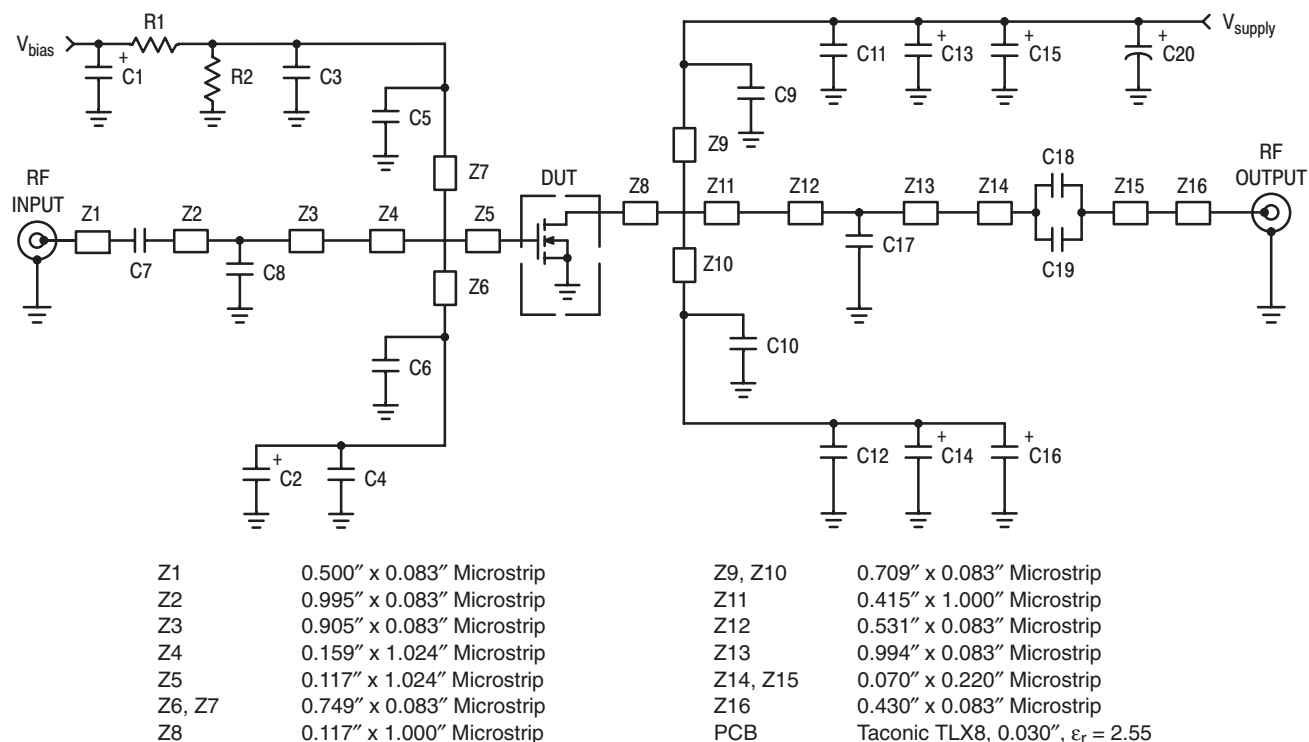 R1
V_bias
+
C1
R2
C3
C5
Z7
RF
INPUT
Z1
C7
Z2
C8
Z3
Z4
Z5
Z6
DUT
C6
+
C2
C4
V_supply
C11
+
C13
+
C15
+
C20
C9
Z9
Z8
Z11
Z12
C17
Z13
Z14
C18
C19
Z15
Z16
RF
OUTPUT
Z10
C10
C12
+
C14
+
C16
Z1 0.500″ x 0.083″ Microstrip
Z2 0.995″ x 0.083″ Microstrip
Z3 0.905″ x 0.083″ Microstrip
Z4 0.159″ x 1.024″ Microstrip
Z5 0.117″ x 1.024″ Microstrip
Z6, Z7 0.749″ x 0.083″ Microstrip
Z8 0.117″ x 1.000″ Microstrip
Z9, Z10 0.709″ x 0.083″ Microstrip
Z11 0.415″ x 1.000″ Microstrip
Z12 0.531″ x 0.083″ Microstrip
Z13 0.994″ x 0.083″ Microstrip
Z14, Z15 0.070″ x 0.220″ Microstrip
Z16 0.430″ x 0.083″ Microstrip
PCB Taconic TLX8, 0.030″, εr = 2.55